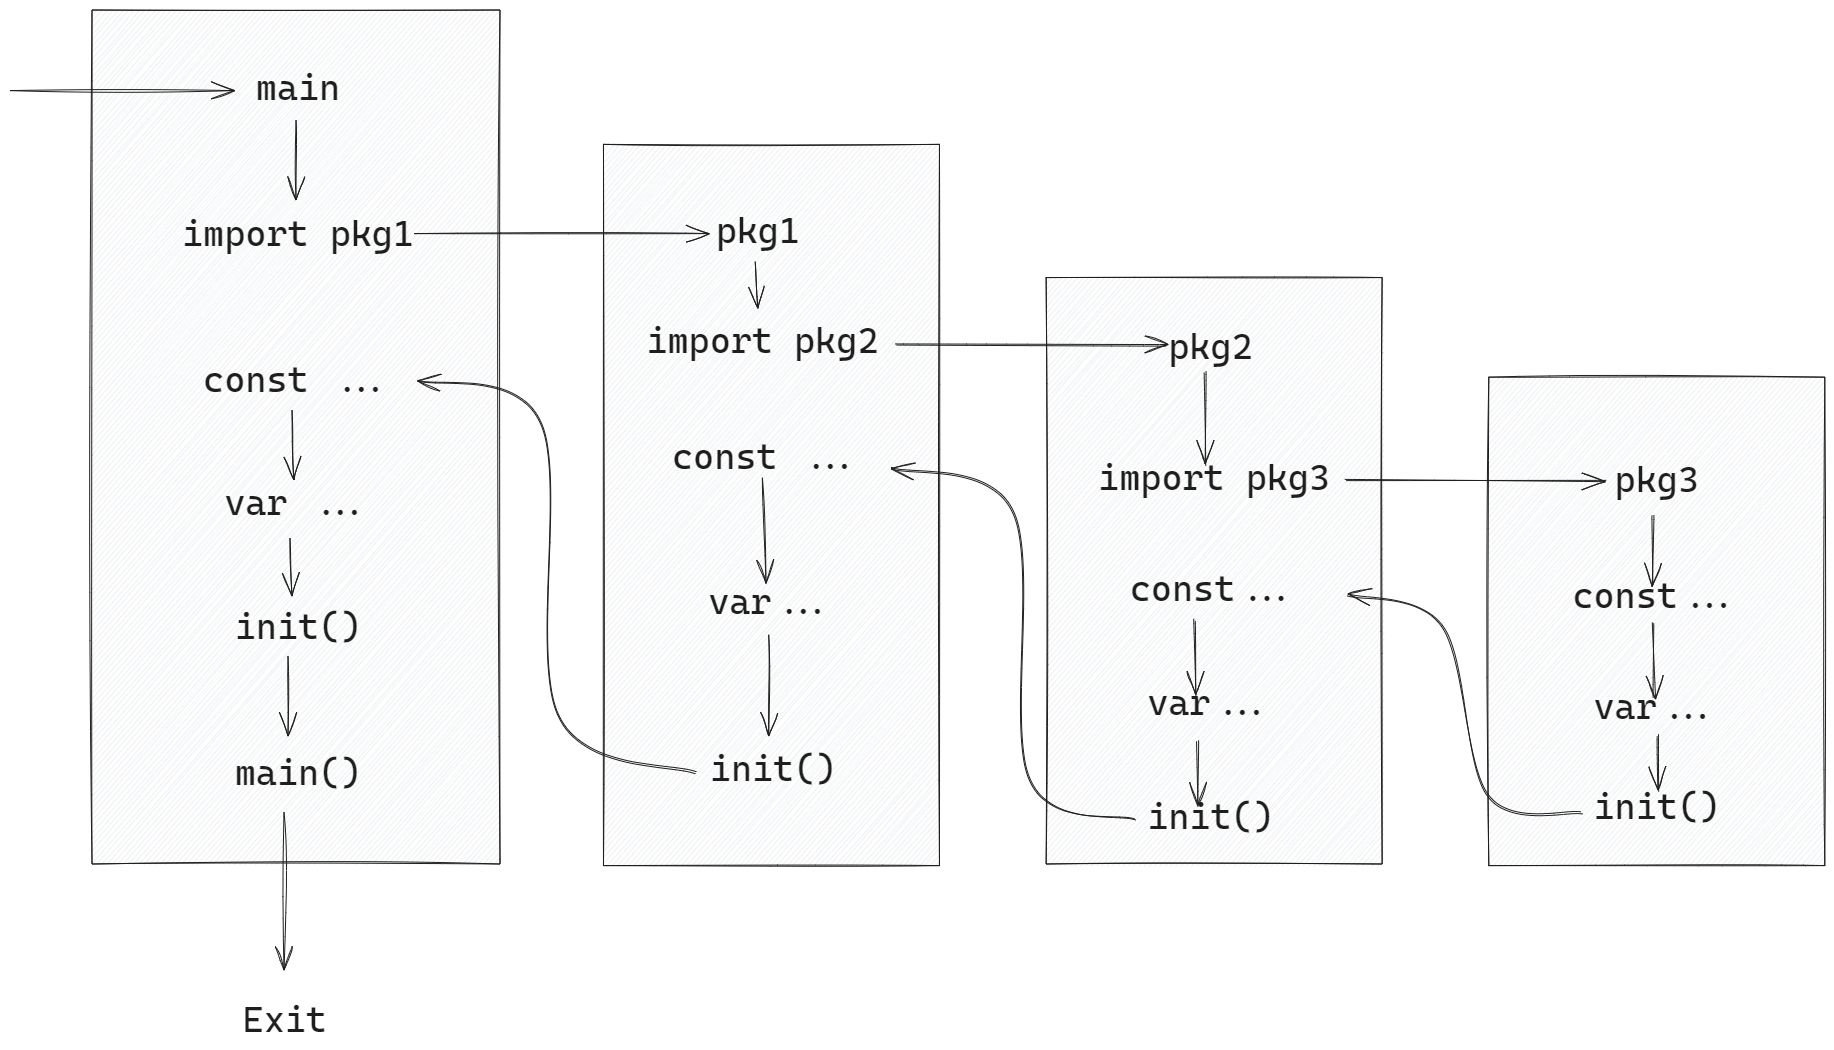 main
import pkg1
const ...
var ...
init()
main()
Exit
pkg1
import pkg2
const ...
var ...
init()
pkg2
import pkg3
const ...
var ...
init()
pkg3
const ...
var ...
init()